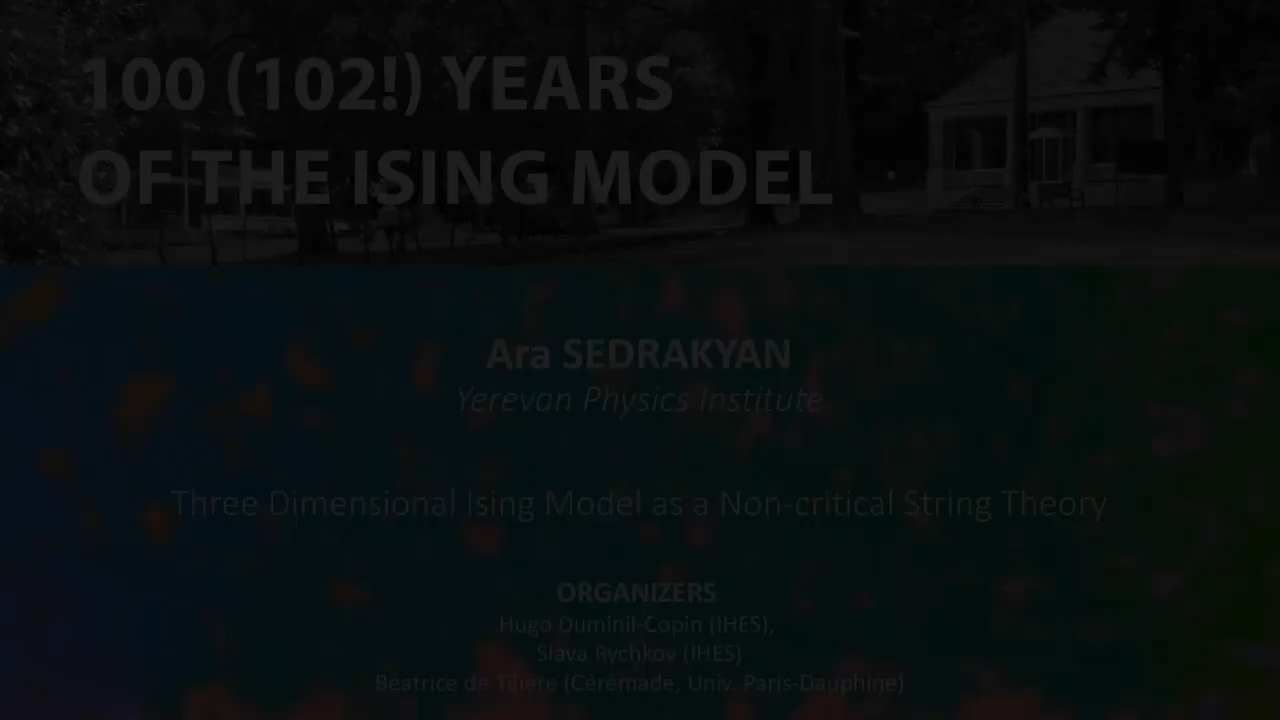 100 (102!) YEARS
OF THE ISING MODEL
Ara SEDRAKYAN
Yerevan Physics Institute
Three Dimensional Ising Model as a Non-critical String Theory
ORGANIZERS
Hugo Duminil-Copin (IHES),
Slava Rychkov (IHES)
Béatrice de Tilière (Cérémade, Univ. Paris-Dauphine)